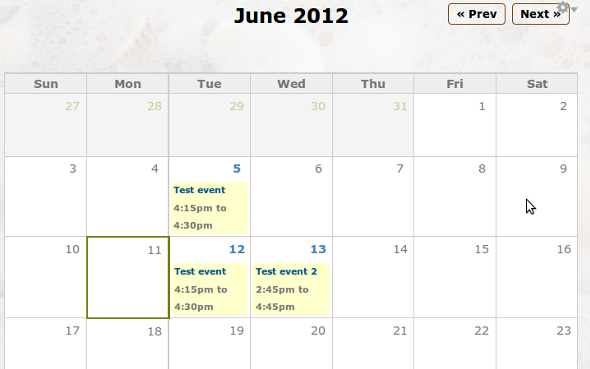 June 2012
« Prev
Next »
Sun Mon Tue Wed Thu Fri Sat
27 28 29 30 31 1 2
3 4 5 6 7 8 9
Test event
4:15pm to
4:30pm
10 11 12 13 14 15 16
Test event Test event 2
4:15pm to 2:45pm to
4:30pm 4:45pm
17 18 19 20 21 22 23